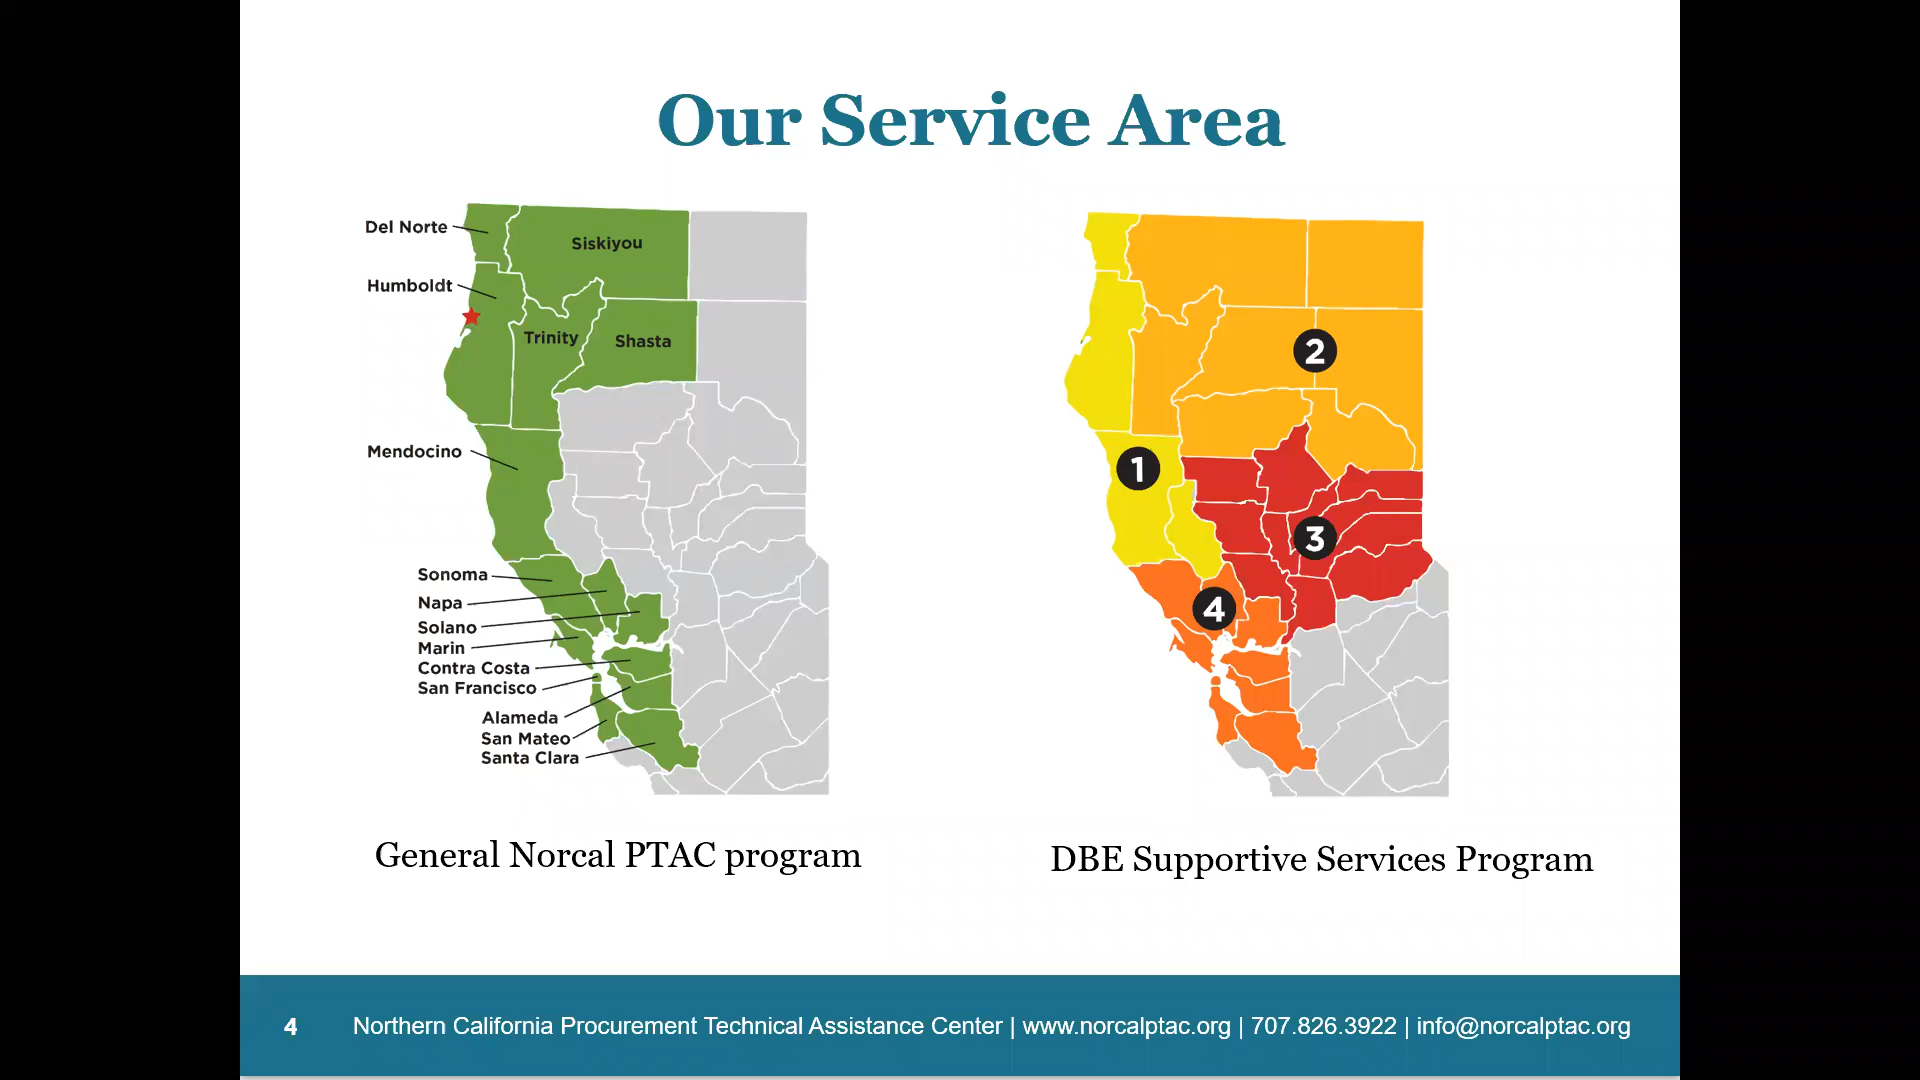 Our Service Area
Del Norte
Siskiyou
Humboldt
Trinity
Shasta
Mendocino
Sonoma
Napa
Solano
Marin
Contra Costa
San Francisco
Alameda
San Mateo
Santa Clara
General Norcal PTAC program
2
1
3
4
DBE Supportive Services Program
4
Northern California Procurement Technical Assistance Center | www.norcalptac.org | 707.826.3922 | info@norcalptac.org